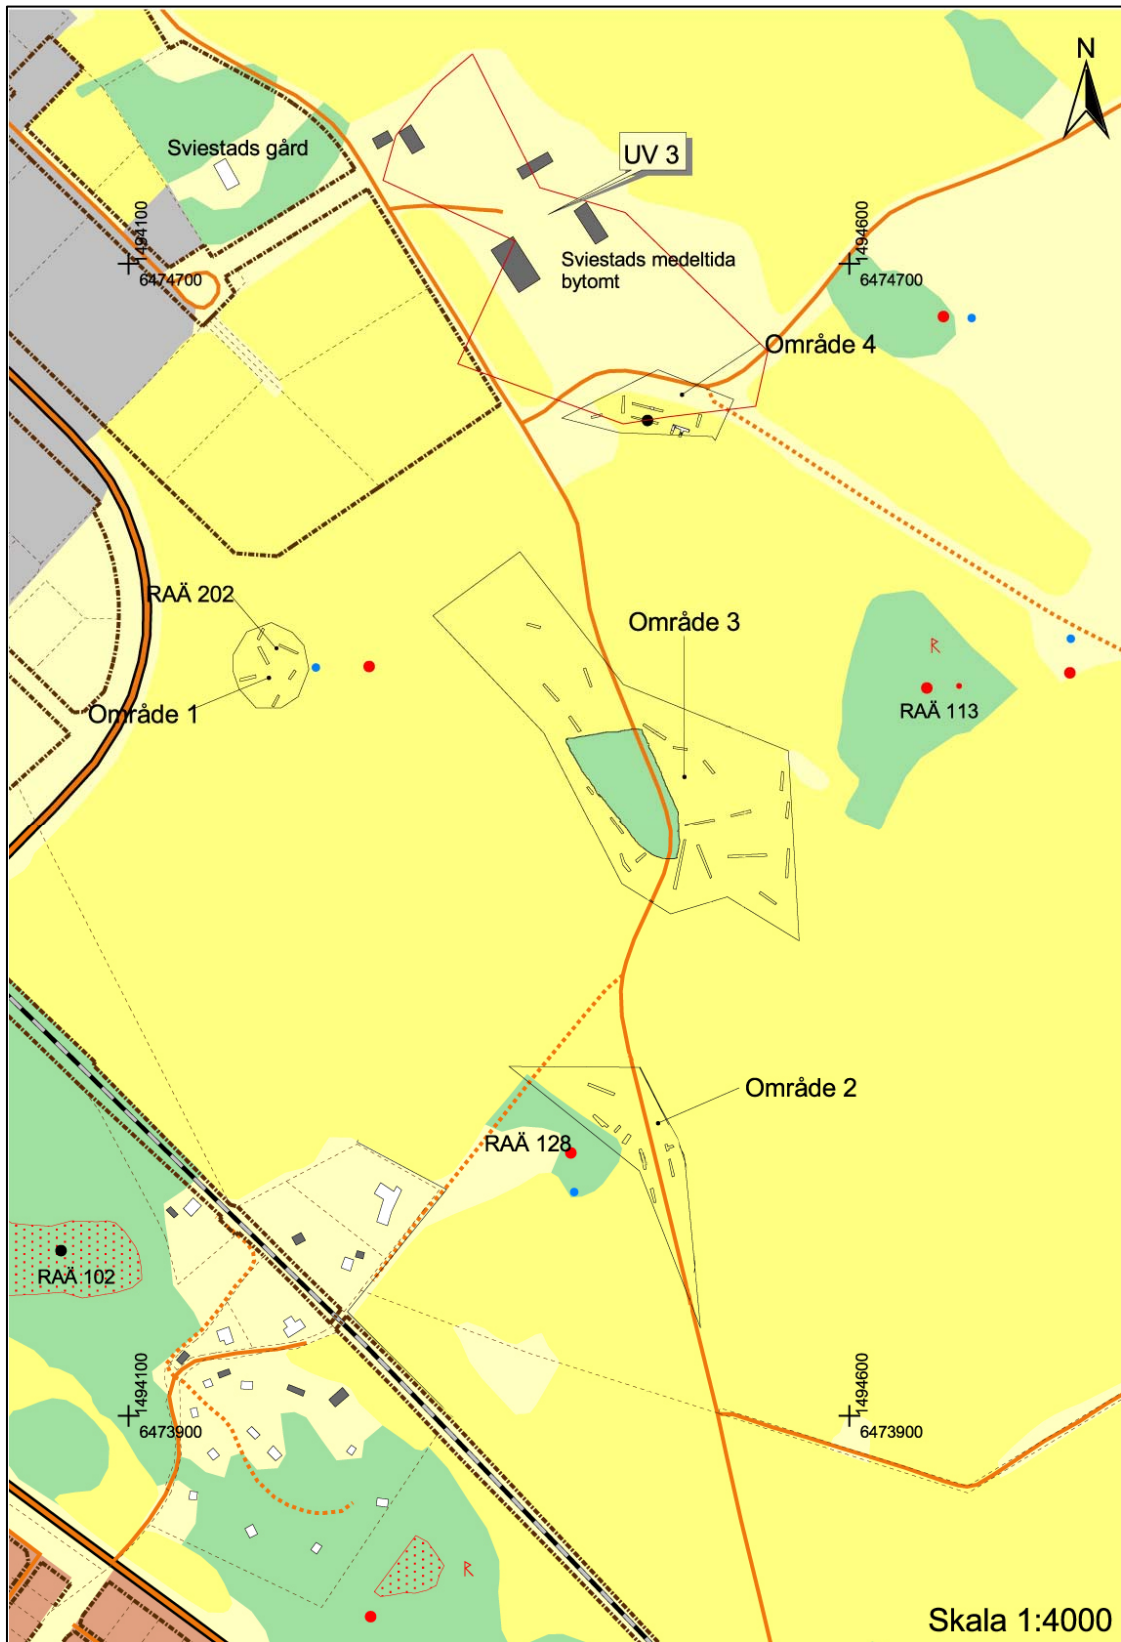 N
Sviestads gård
UV 3
1494100
6474700
Sviestads medeltida
bytomt
1494600
6474700
Område 4
RAÄ 202
Område 3
R
RAÄ 113
Område 1
Område 2
RAÄ 128
RAÄ 102
1494100
6473900
1494600
6473900
R
Skala 1:4000